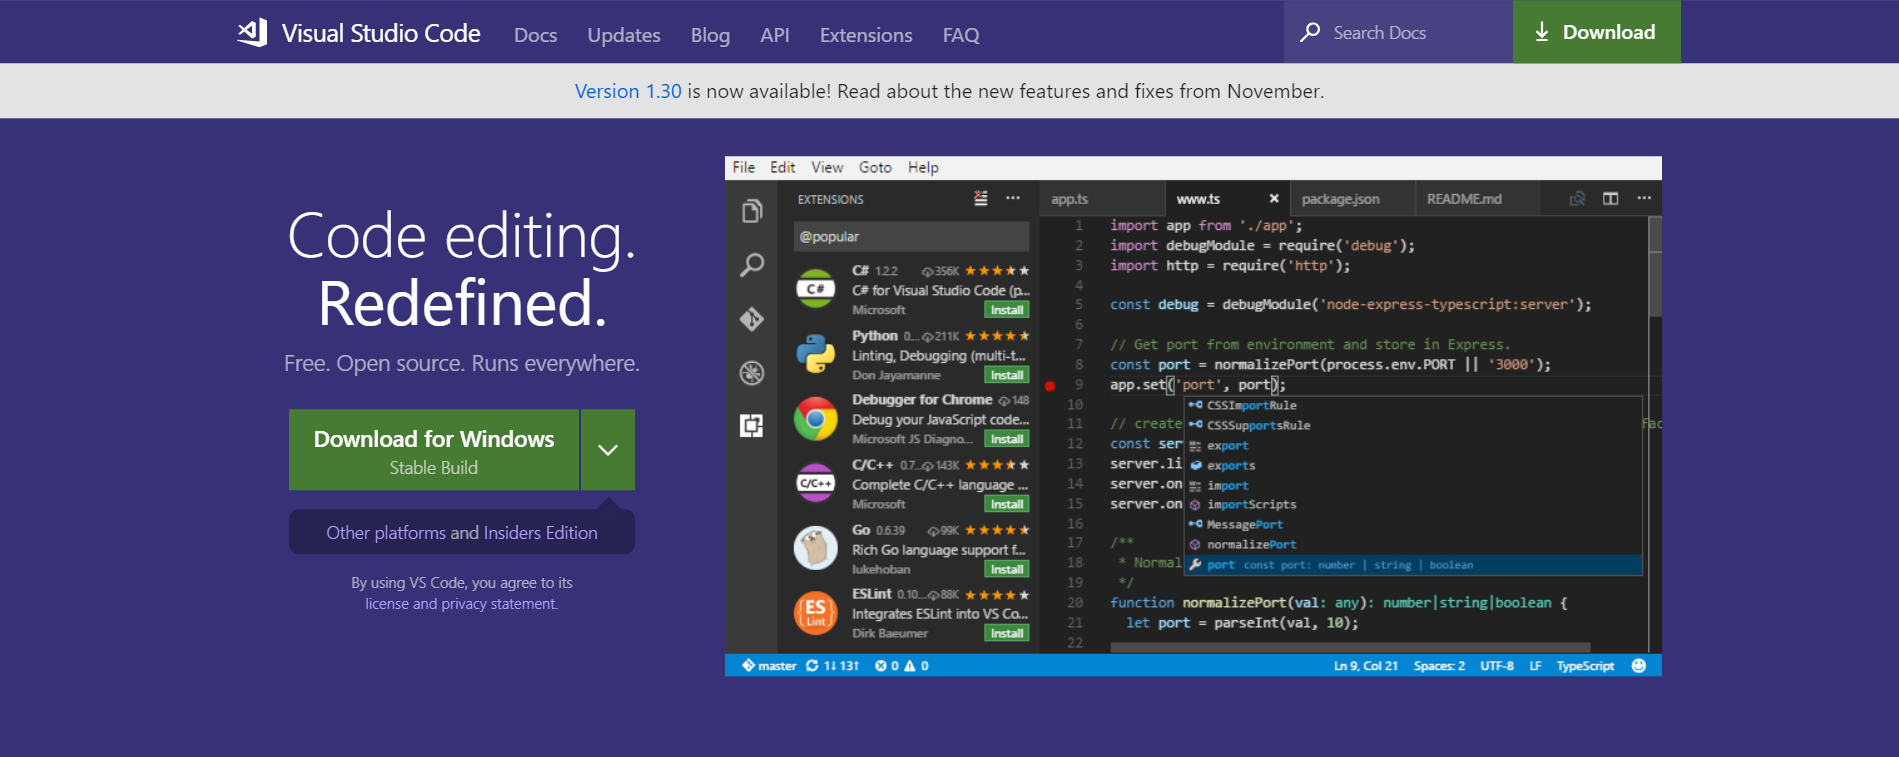 Visual Studio Code Docs Updates Blog API Extensions FAQ Search Docs Download
Version 1.30 is now available! Read about the new features and fixes from November.
Code editing.
Redefined.
Free. Open source. Runs everywhere.
Download for Windows
Stable Build
Other platforms and Insiders Edition
By using VS Code, you agree to its
license and privacy statement.
File Edit View Goto Help
EXTENSIONS
@popular
C# 1.2.2 356K
C# for Visual Studio Code (p...
Microsoft Install
Python 0.... 211K
Linting, Debugging (multi-t...
Don Jayamanne Install
Debugger for Chrome 148
Debug your JavaScript code...
Microsoft JS Diagno... Install
C/C++ 0.7... 143K
Complete C/C++ language ...
Microsoft Install
Go 0.6.39 99K
Rich Go language support f...
lukehoban Install
ESLint 0.10... 88K
Integrates ESLint into VS Co...
Dirk Baeumer Install
app.ts www.ts package.json README.md
1 import app from './app';
2 import debugModule = require('debug');
3 import http = require('http');
4
5 const debug = debugModule('node-express-typescript:server');
6
7 // Get port from environment and store in Express.
8 const port = normalizePort(process.env.PORT || '3000');
9 app.set('port', port);
10
11 // create Fac
12 const ser
13 server.li
14 server.on
15 server.on
16
17 /**
18 * Normal
19 */
20 function normalizePort(val: any): number|string|boolean {
21 let port = parseInt(val, 10);
22
CSSImportRule
CSSSupportsRule
export
exports
import
importScripts
MessagePort
normalizePort
port const port: number | string | boolean
master 1↓ 13↑ 0 0 Ln 9, Col 21 Spaces: 2 UTF-8 LF TypeScript